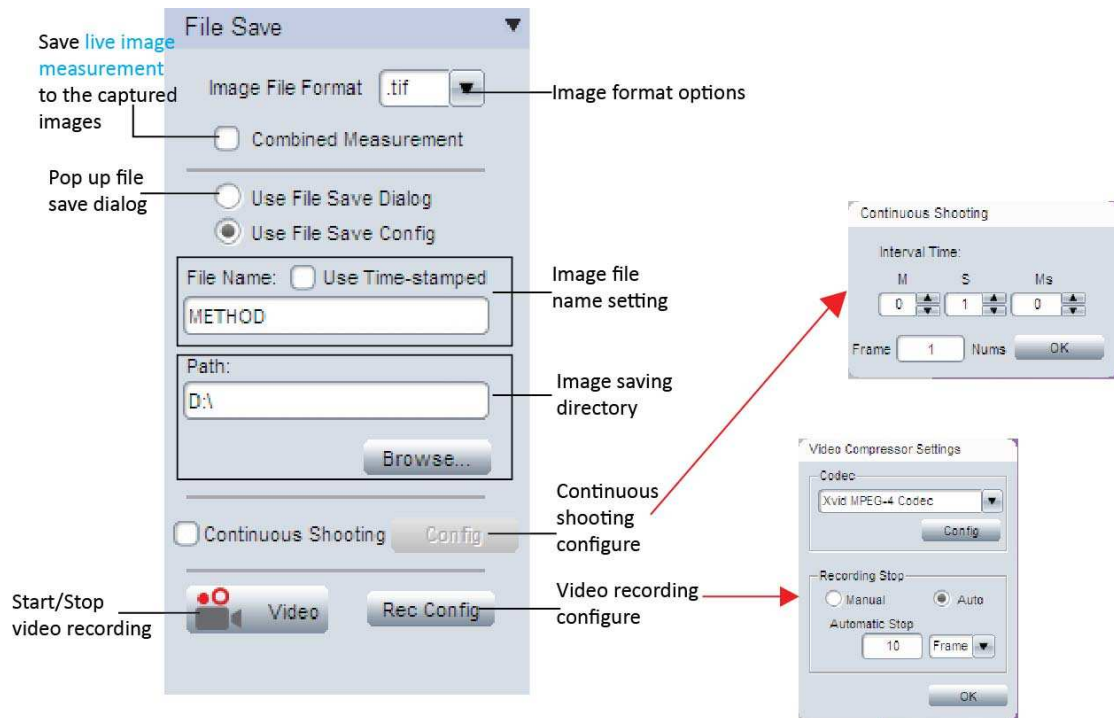 File Save
Save live image
measurement
to the captured
images
Image File Format
.tif
Image format options
Combined Measurement
Pop up file
save dialog
Use File Save Dialog
Use File Save Config
File Name:
Use Time-stamped
METHOD
Image file
name setting
Path:
D:\
Browse...
Image saving
directory
Continuous Shooting
Config
Continuous
shooting
configure
Start/Stop
video recording
Video
Rec Config
Video recording
configure
Continuous Shooting
Interval Time:
M S Ms
0 1 0
Frame 1 Nums OK
Video Compressor Settings
Codec
Xvid MPEG-4 Codec
Config
Recording Stop
Manual Auto
Automatic Stop
10 Frame
OK